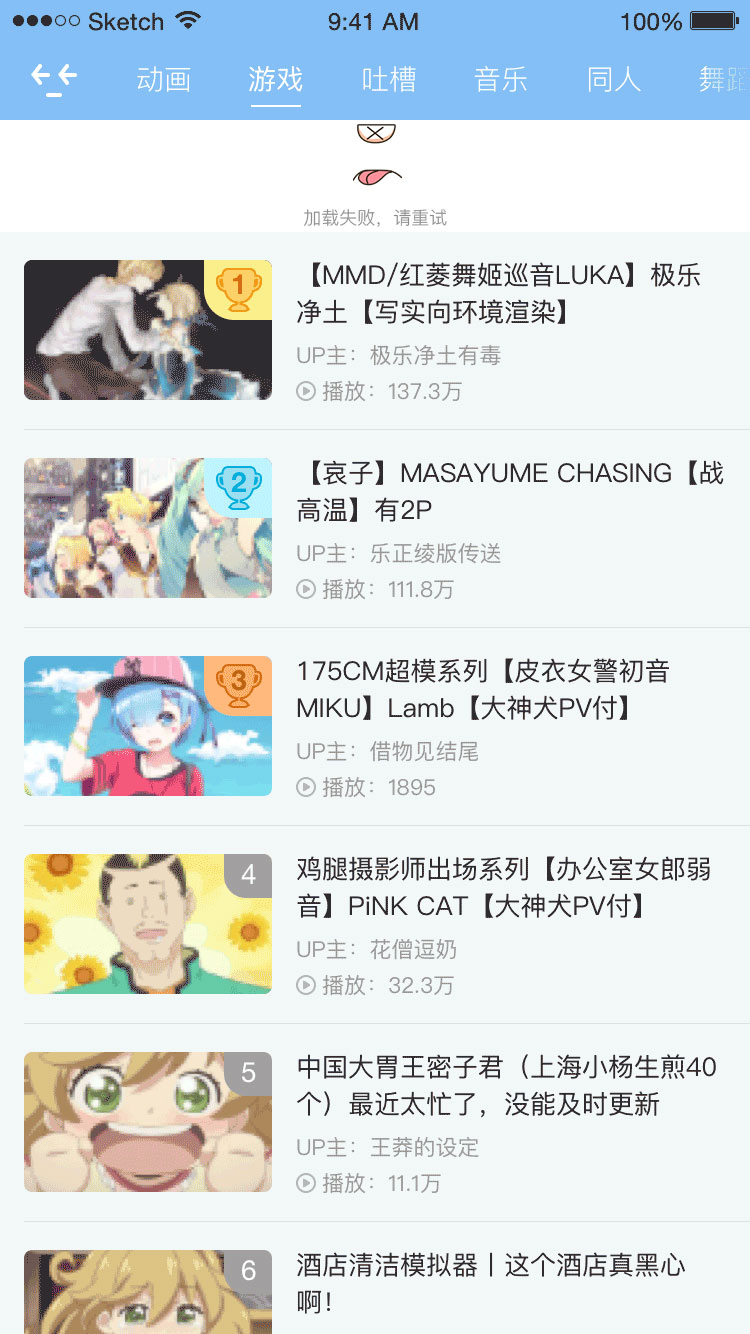 Sketch 9:41 AM 100%
动画 游戏 吐槽 音乐 同人 舞蹈
加载失败，请重试
1
【MMD/红菱舞姬巡音LUKA】极乐
净土【写实向环境渲染】
UP主：极乐净土有毒
播放：137.3万
2
【哀子】MASAYUME CHASING【战
高温】有2P
UP主：乐正绫版传送
播放：111.8万
3
175CM超模系列【皮衣女警初音
MIKU】Lamb【大神犬PV付】
UP主：借物见结尾
播放：1895
4
鸡腿摄影师出场系列【办公室女郎弱
音】PiNK CAT【大神犬PV付】
UP主：花僧逗奶
播放：32.3万
5
中国大胃王密子君（上海小杨生煎40
个）最近太忙了，没能及时更新
UP主：王莽的设定
播放：11.1万
6
酒店清洁模拟器丨这个酒店真黑心
啊！